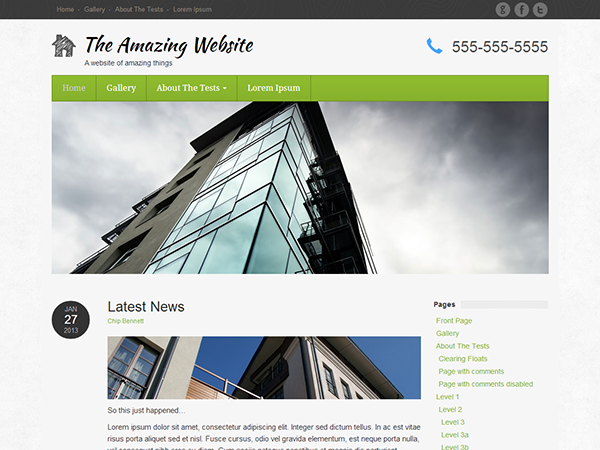 Home - Gallery - About The Tests - Lorem Ipsum
The Amazing Website
A website of amazing things
555-555-5555
Home Gallery About The Tests Lorem Ipsum
JAN
27
2013
Latest News
Chip Bennett
So this just happened...
Lorem ipsum dolor sit amet, consectetur adipiscing elit. Integer sed dictum tellus. In ac est vitae
risus porta aliquet sed et nisl. Fusce cursus, odio vel gravida elementum, est neque porta nulla,
Pages
Front Page
Gallery
About The Tests
Clearing Floats
Page with comments
Page with comments disabled
Level 1
Level 2
Level 3
Level 3a
Level 3b